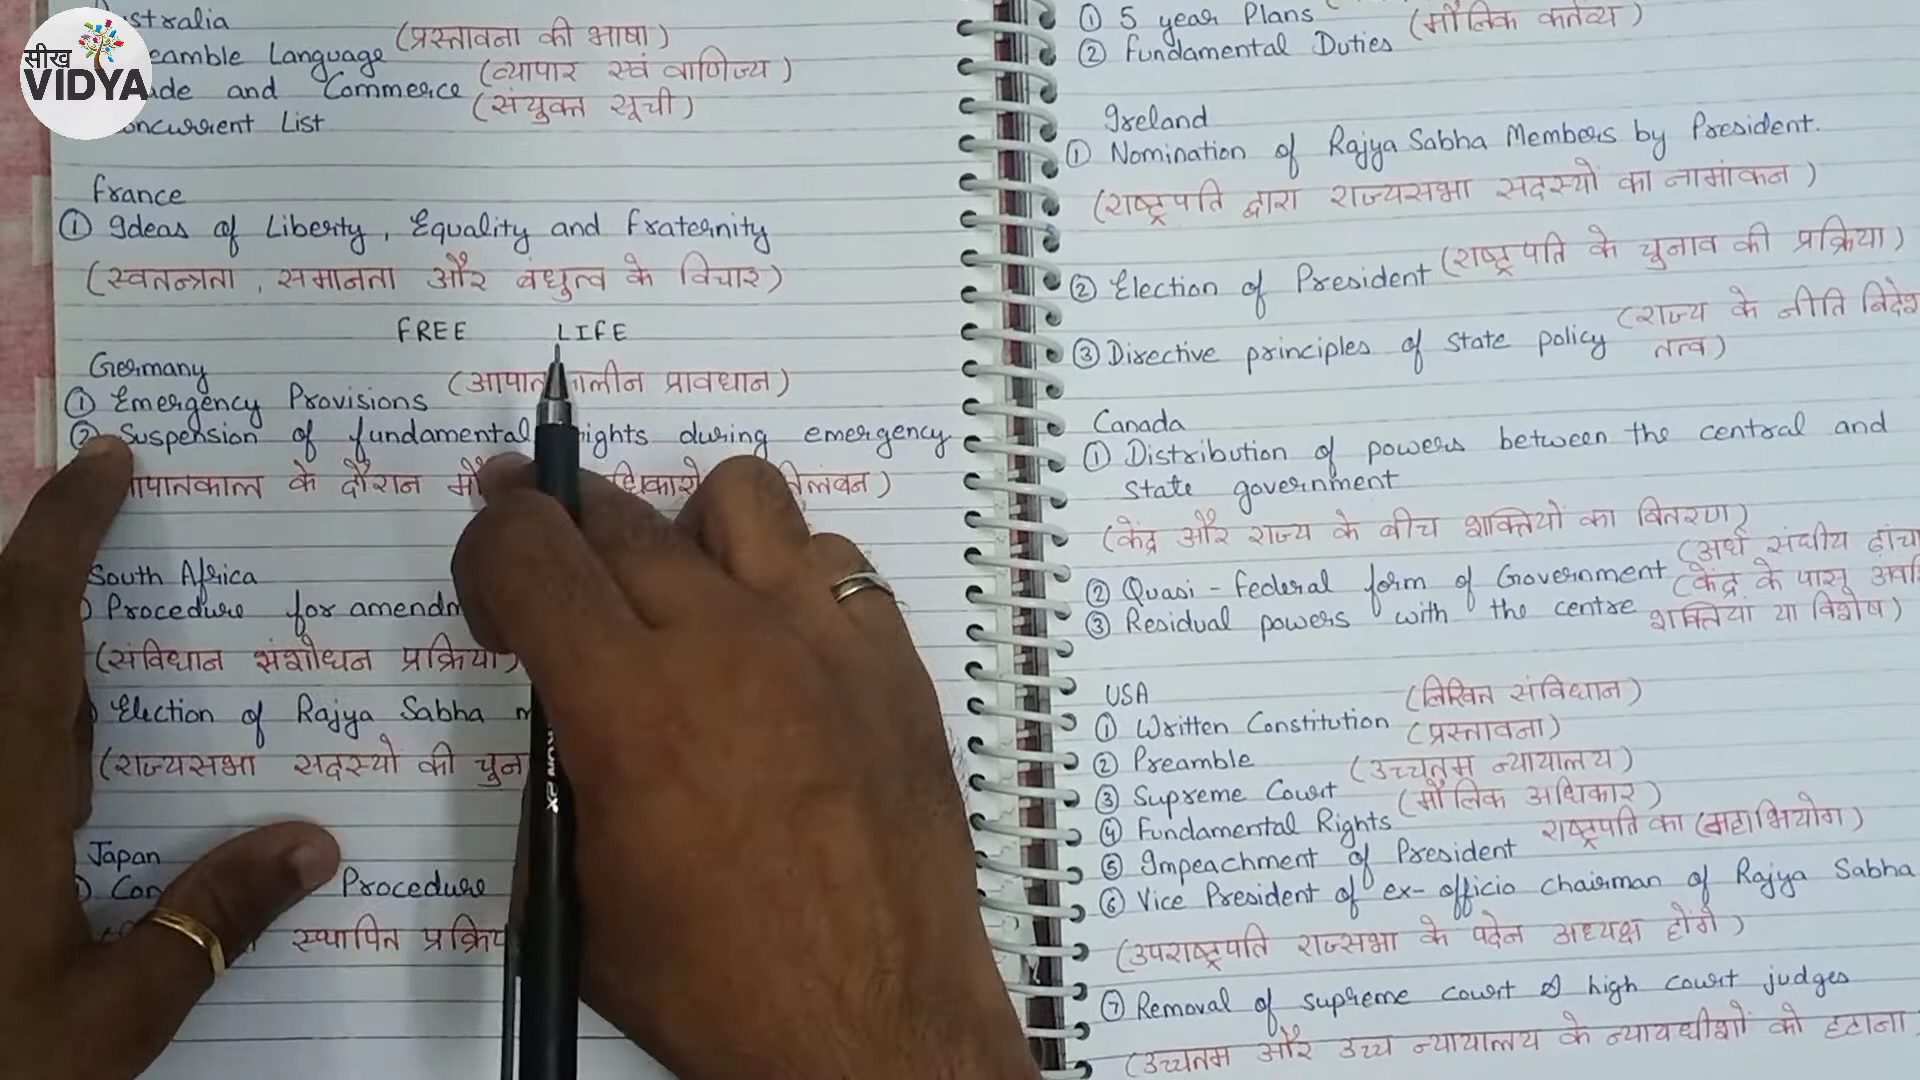 सीख
VIDYA
stralia
eamble Language (प्रस्तावना की भाषा)
ade and Commerce (व्यापार एवं वाणिज्य)
oncurrent List (संयुक्त सूची)
France
① Ideas of Liberty, Equality and Fraternity
(स्वतन्त्रता, समानता और बंधुत्व के विचार)
FREE LIFE
Germany
① Emergency Provisions (आपातकालीन प्रावधान)
② Suspension of fundamental ights during emergency
पातकाल के दौरान
South Africa
Procedure for amendm
(संविधान संशोधन प्रक्रिया)
Election of Rajya Sabha m
(राज्यसभा सदस्यों की चुन
Japan
Con Procedure
स्थापित प्रक्रिय
① 5 year Plans
② Fundamental Duties (मौलिक कर्तव्य)
Ireland
① Nomination of Rajya Sabha Members by President.
(राष्ट्रपति द्वारा राज्यसभा सदस्यों का नामांकन)
② Election of President (राष्ट्रपति के चुनाव की प्रक्रिया)
③ Directive principles of state policy (राज्य के नीति निदेश
तत्व)
Canada
① Distribution of powers between the central and
state government
(केंद्र और राज्य के बीच शक्तियों का वितरण)
② Quasi-federal form of Government (अर्ध संघीय ढांचा
③ Residual powers with the centre (केंद्र के पास अवशि
शक्तियां या विशेष)
USA
① Written Constitution (लिखित संविधान)
② Preamble (प्रस्तावना)
③ Supreme Court (उच्चतम न्यायालय)
④ Fundamental Rights (मौलिक अधिकार)
⑤ Impeachment of President राष्ट्रपति का (महाभियोग)
⑥ Vice President of ex-officio chairman of Rajya Sabha
(उपराष्ट्रपति राज्सभा के पदेन अध्यक्ष होंगे)
⑦ Removal of supreme court & high court judges
(उच्चतम और उच्च न्यायालय के न्यायधीशों को हटाना